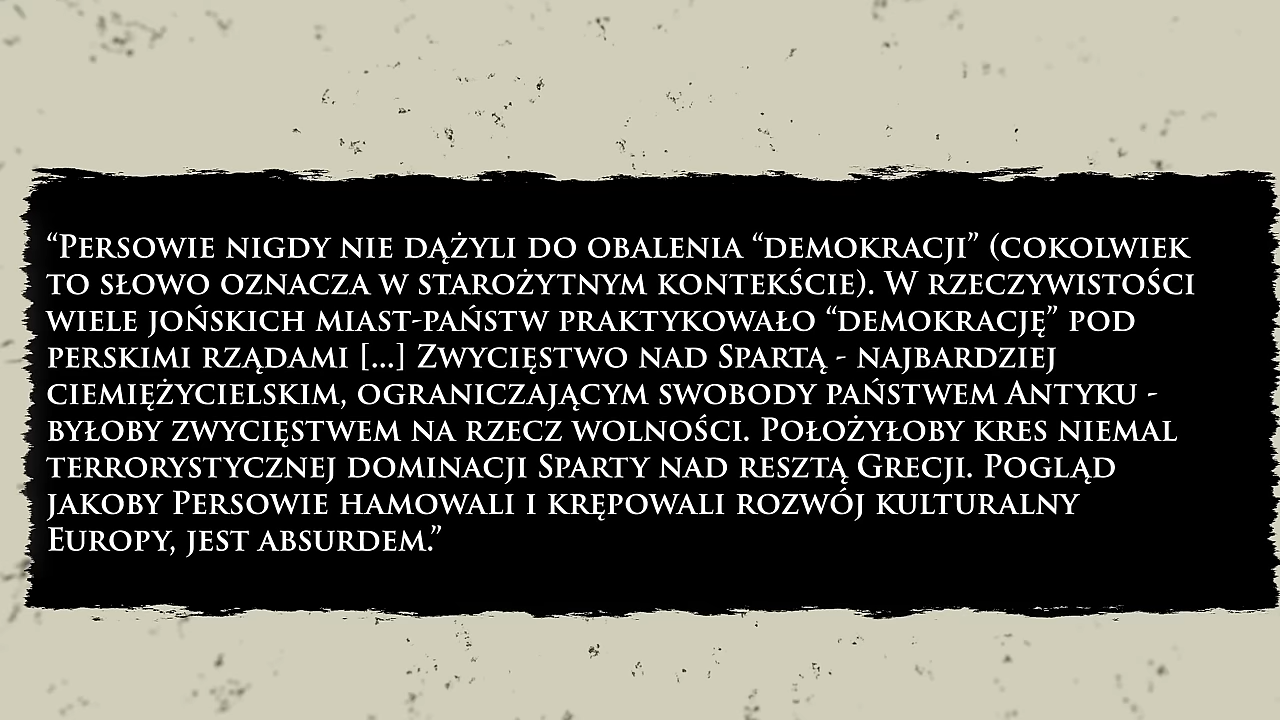 “Persowie nigdy nie dążyli do obalenia “demokracji” (cokolwiek
to słowo oznacza w starożytnym kontekście). W rzeczywistości
wiele jońskich miast-państw praktykowało “demokrację” pod
perskimi rządami [...] Zwycięstwo nad Spartą - najbardziej
ciemiężycielskim, ograniczającym swobody państwem Antyku -
byłoby zwycięstwem na rzecz wolności. Położyłoby kres niemal
terrorystycznej dominacji Sparty nad resztą Grecji. Pogląd
jakoby Persowie hamowali i krępowali rozwój kulturalny
Europy, jest absurdem.”